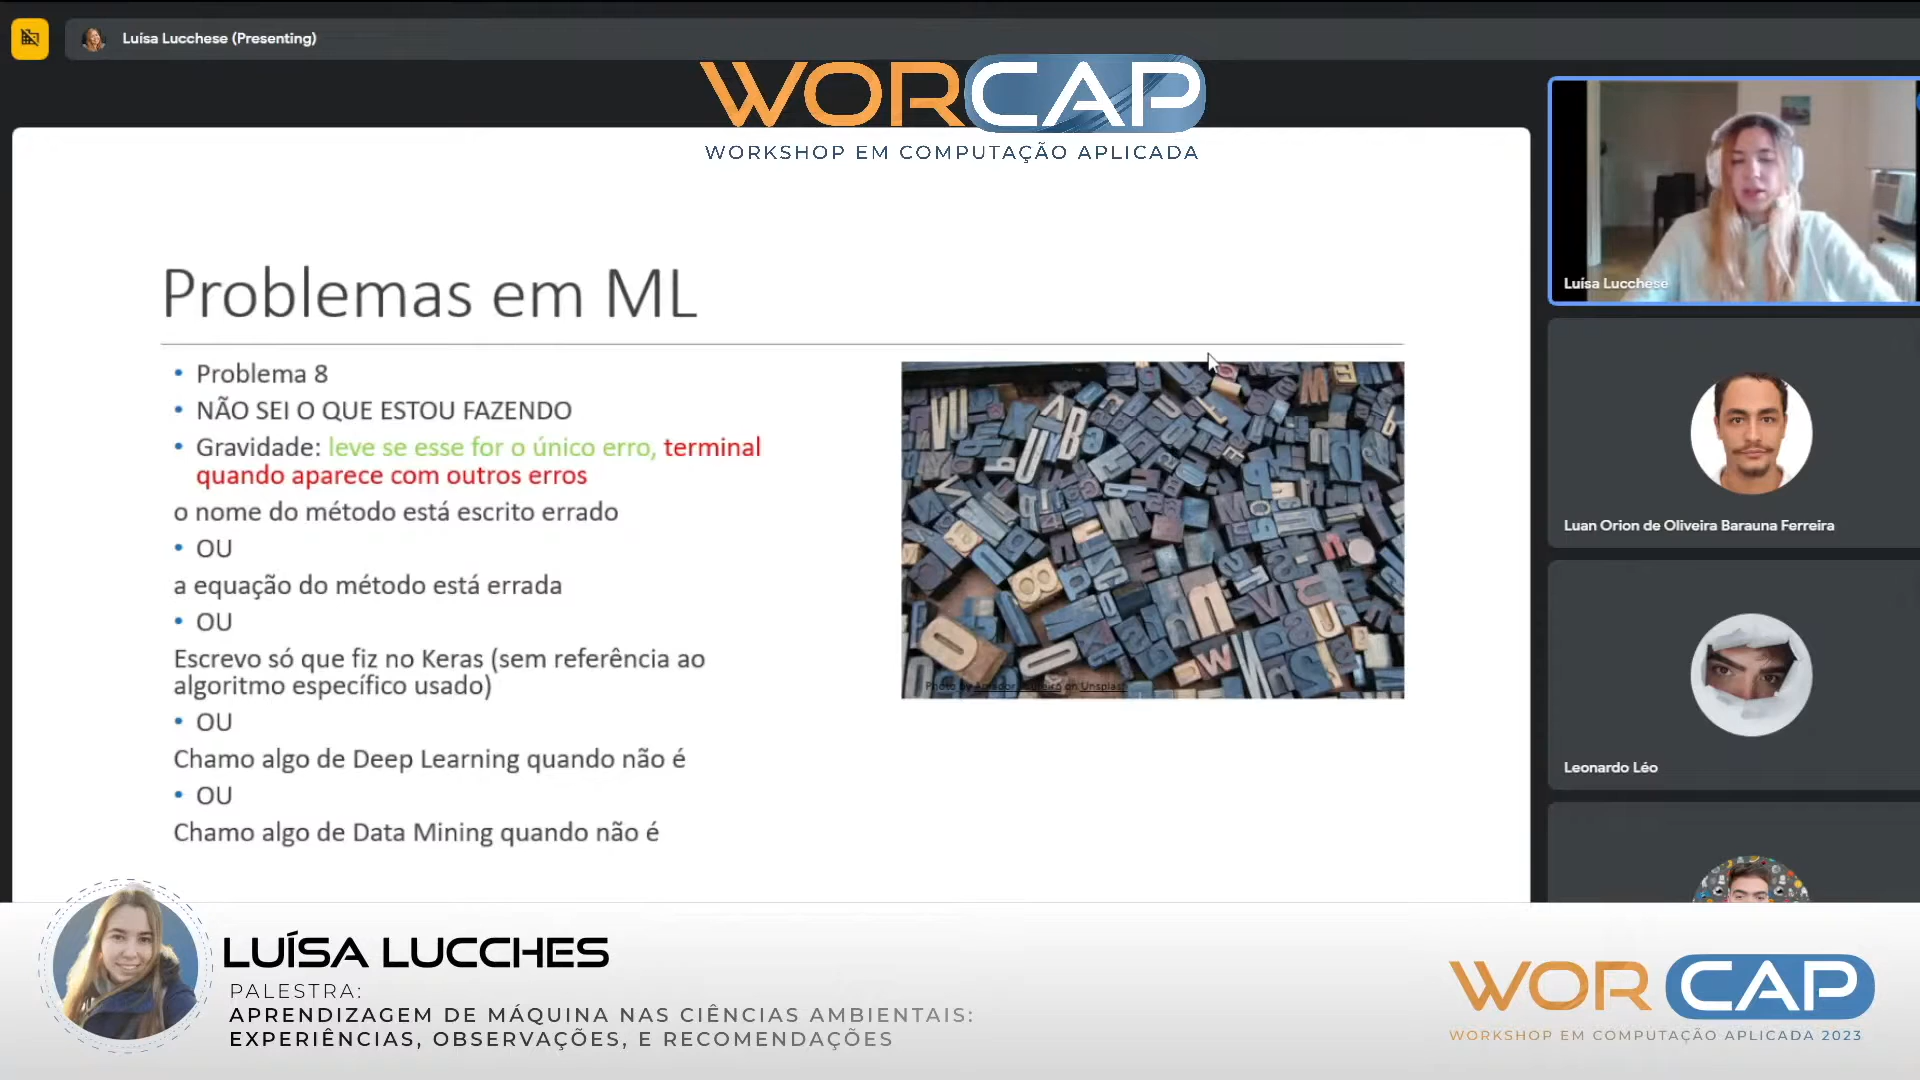 Luísa Lucchese (Presenting)
WORCAP
WORKSHOP EM COMPUTAÇÃO APLICADA
Problemas em ML
• Problema 8
• NÃO SEI O QUE ESTOU FAZENDO
• Gravidade: leve se esse for o único erro, terminal
quando aparece com outros erros
o nome do método está escrito errado
• OU
a equação do método está errada
• OU
Escrevo só que fiz no Keras (sem referência ao
algoritmo específico usado)
• OU
Chamo algo de Deep Learning quando não é
• OU
Chamo algo de Data Mining quando não é
Photo by on Unsplash
Luísa Lucchese
Luan Orion de Oliveira Barauna Ferreira
Leonardo Léo
LUÍSA LUCCHES
PALESTRA:
APRENDIZAGEM DE MÁQUINA NAS CIÊNCIAS AMBIENTAIS:
EXPERIÊNCIAS, OBSERVAÇÕES, E RECOMENDAÇÕES
WORCAP
WORKSHOP EM COMPUTAÇÃO APLICADA 2023